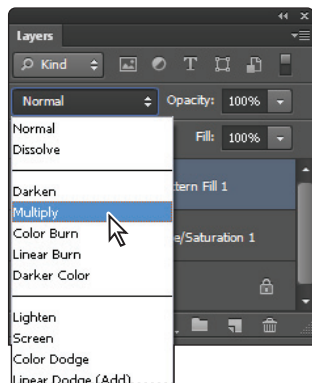 Layers
Kind
Normal Opacity: 100%
Normal Fill: 100%
Dissolve
Darken tern Fill 1
Multiply
Color Burn e/Saturation 1
Linear Burn
Darker Color
Lighten
Screen
Color Dodge
Linear Dodge (Add)